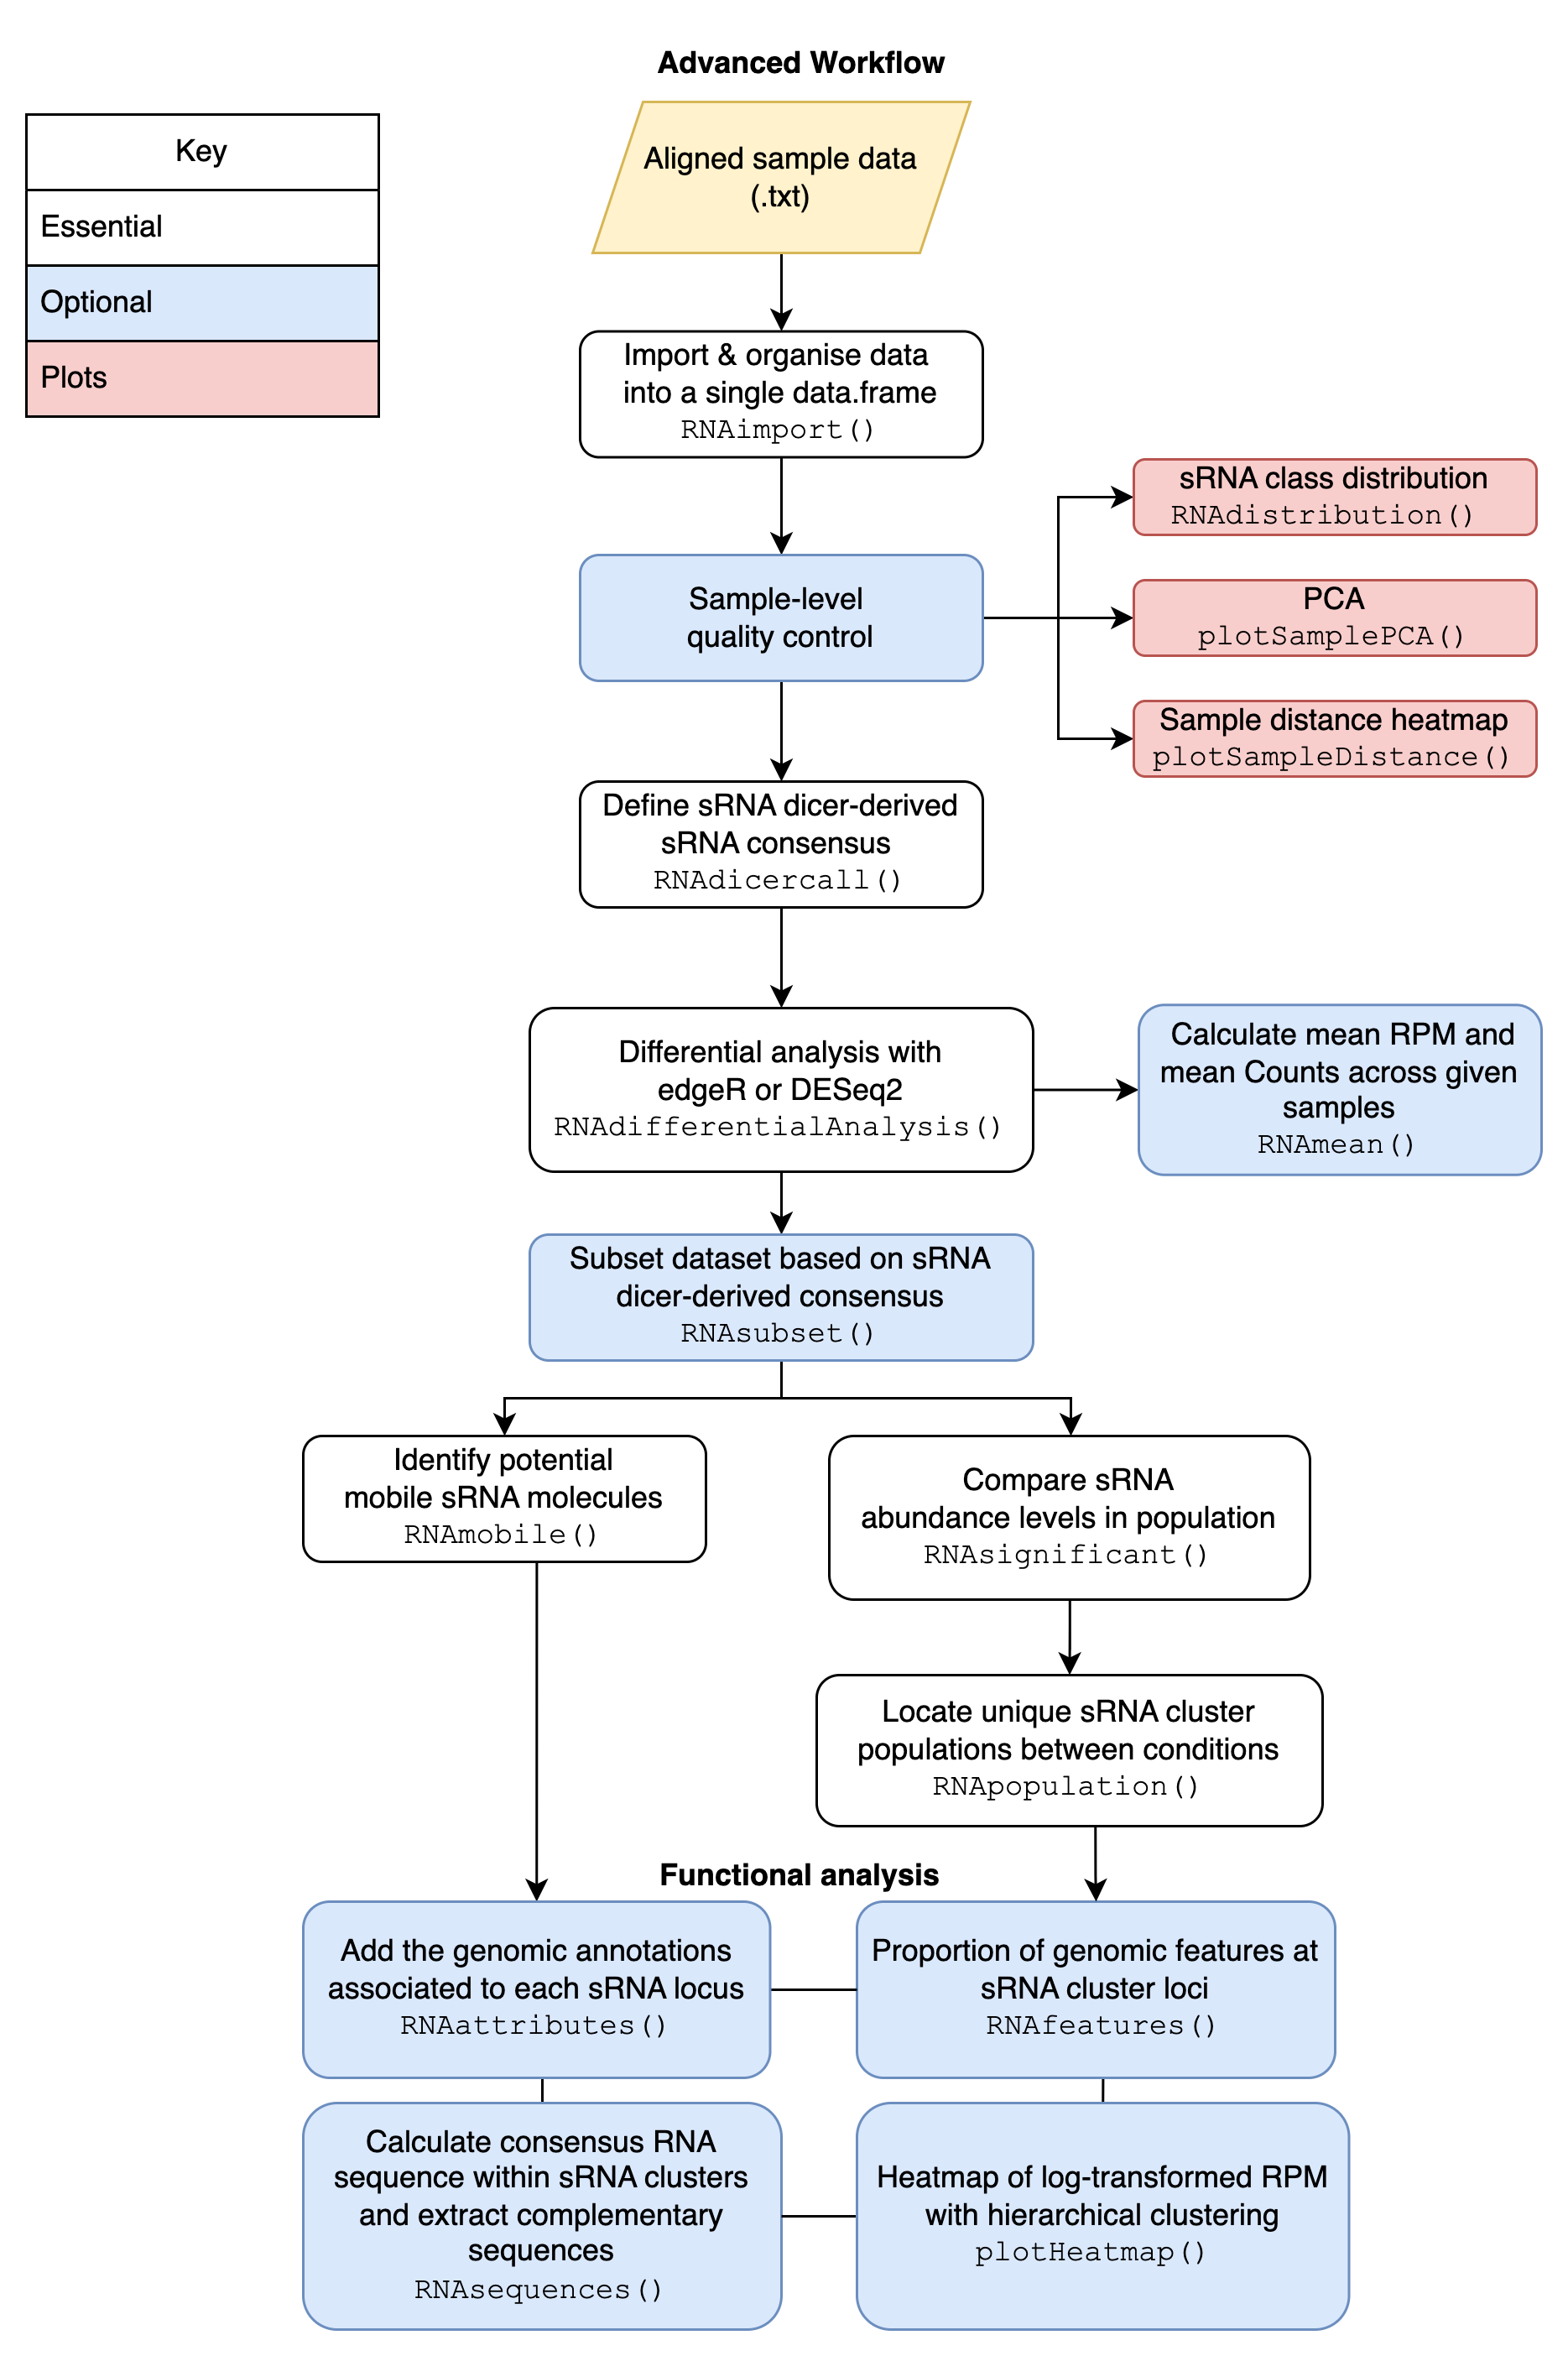 Advanced Workflow
Key
Essential
Optional
Plots
Aligned sample data
(.txt)
Import & organise data
into a single data.frame
RNAimport()
sRNA class distribution
RNAdistribution()
Sample-level
quality control
PCA
plotSamplePCA()
Sample distance heatmap
plotSampleDistance()
Define sRNA dicer-derived
sRNA consensus
RNAdicercall()
Differential analysis with
edgeR or DESeq2
RNAdifferentialAnalysis()
Calculate mean RPM and
mean Counts across given
samples
RNAmean()
Subset dataset based on sRNA
dicer-derived consensus
RNAsubset()
Identify potential
mobile sRNA molecules
RNAmobile()
Compare sRNA
abundance levels in population
RNAsignificant()
Locate unique sRNA cluster
populations between conditions
RNApopulation()
Functional analysis
Add the genomic annotations
associated to each sRNA locus
RNAattributes()
Proportion of genomic features at
sRNA cluster loci
RNAfeatures()
Calculate consensus RNA
sequence within sRNA clusters
and extract complementary
sequences
RNAsequences()
Heatmap of log-transformed RPM
with hierarchical clustering
plotHeatmap()